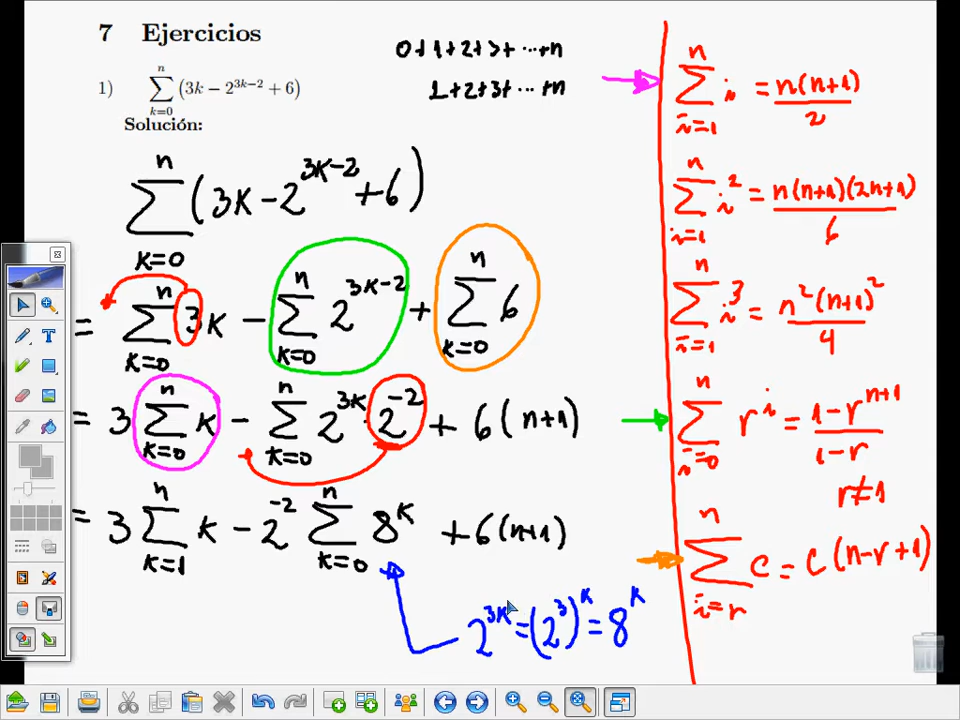 7 Ejercicios
1) ∑_{k=0}^{n} (3k − 2^{3k−2} + 6)
Solución:
0+1+2+3+ ··· +n
1+2+3+ ··· +n
∑_{k=0}^{n} (3k − 2^{3k−2} + 6)
= ∑_{k=0}^{n} 3k − ∑_{k=0}^{n} 2^{3k−2} + ∑_{k=0}^{n} 6
= 3 ∑_{k=0}^{n} k − ∑_{k=0}^{n} 2^{3k} · 2^{−2} + 6(n+1)
= 3 ∑_{k=1}^{n} k − 2^{−2} ∑_{k=0}^{n} 8^{k} + 6(n+1)
2^{3k} = (2^{3})^{k} = 8^{k}
∑_{i=1}^{n} i = n(n+1)/2
∑_{i=1}^{n} i^{2} = n(n+1)(2n+1)/6
∑_{i=1}^{n} i^{3} = n^{2}(n+1)^{2}/4
∑_{i=0}^{n} r^{i} = (1−r^{n+1})/(1−r)
r≠1
∑_{i=r}^{n} c = c(n−r+1)
T